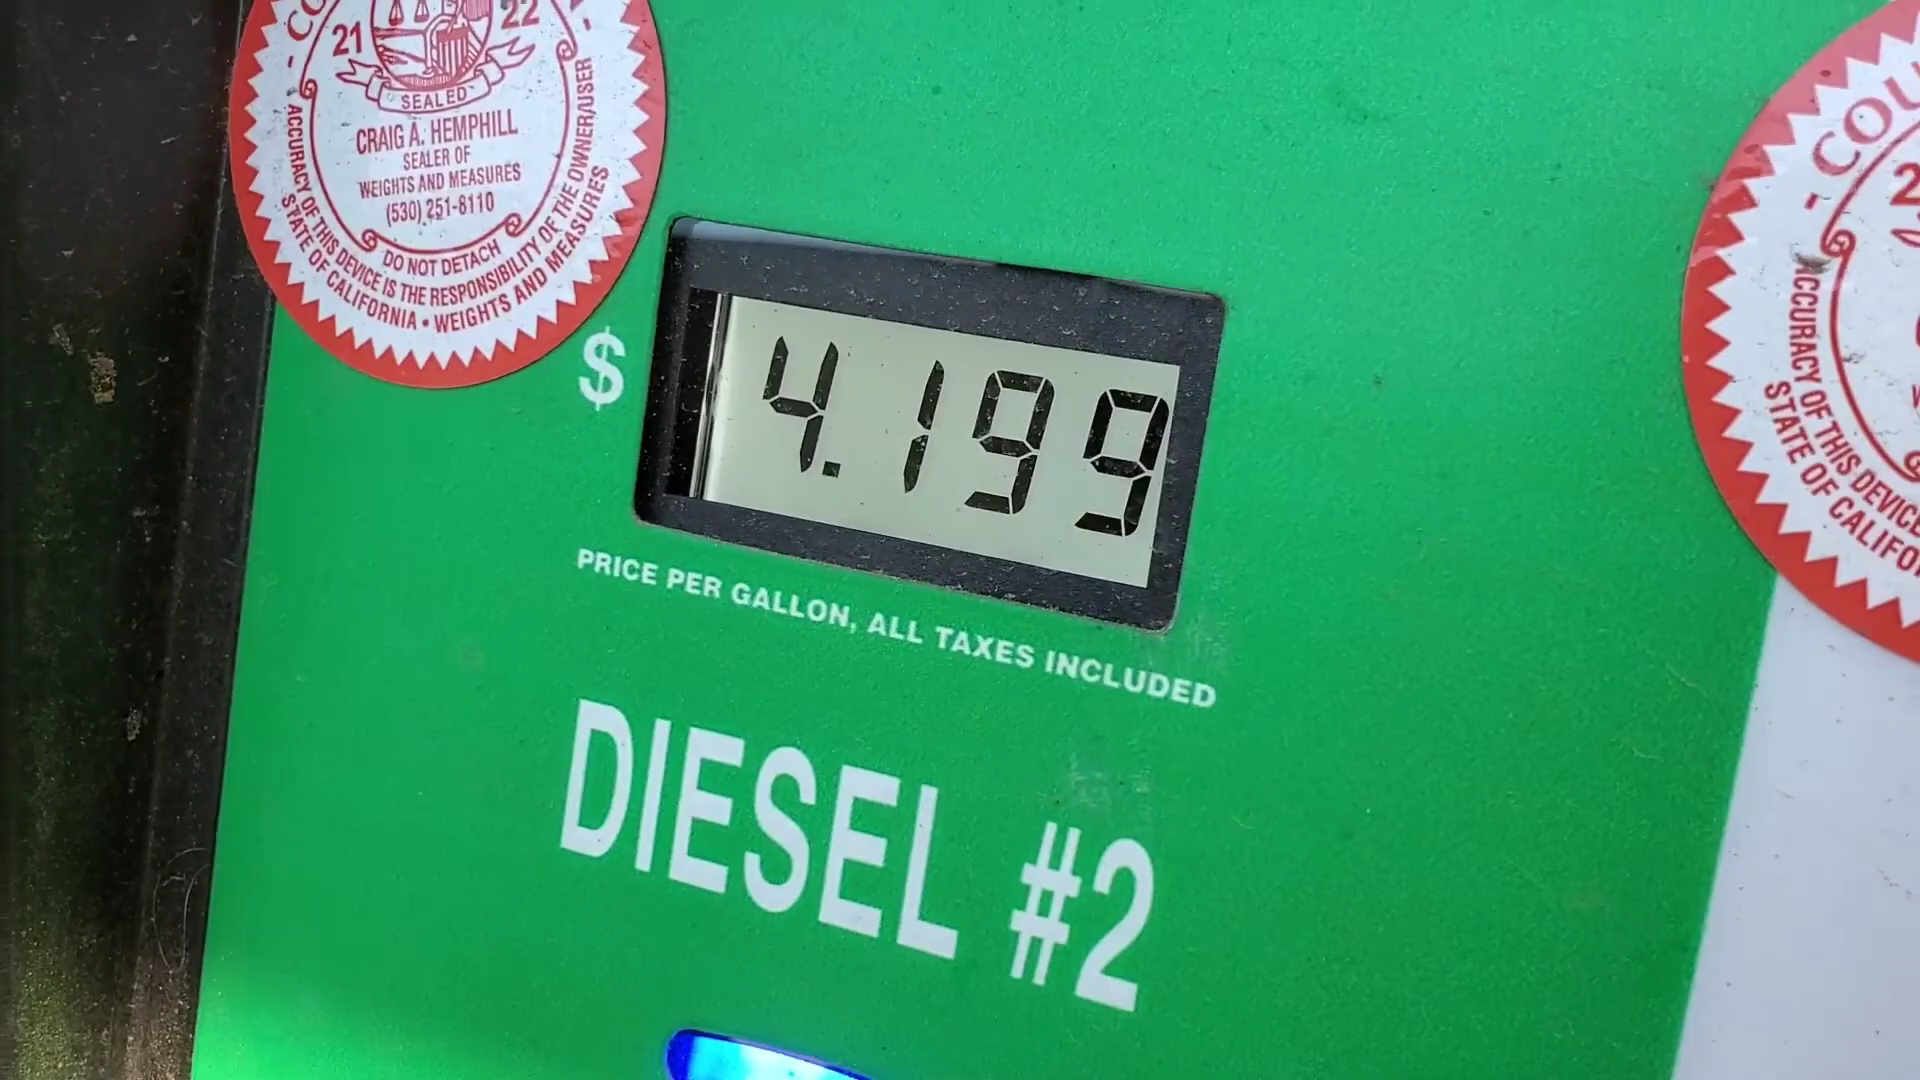 21 22
SEALED
CRAIG A. HEMPHILL
SEALER OF
WEIGHTS AND MEASURES
(530) 251-8110
DO NOT DETACH
ACCURACY OF THIS DEVICE IS THE RESPONSIBILITY OF THE OWNER/USER
STATE OF CALIFORNIA • WEIGHTS AND MEASURES
$
4.199
PRICE PER GALLON, ALL TAXES INCLUDED
DIESEL #2
ACCURACY OF THIS DEVICE
STATE OF